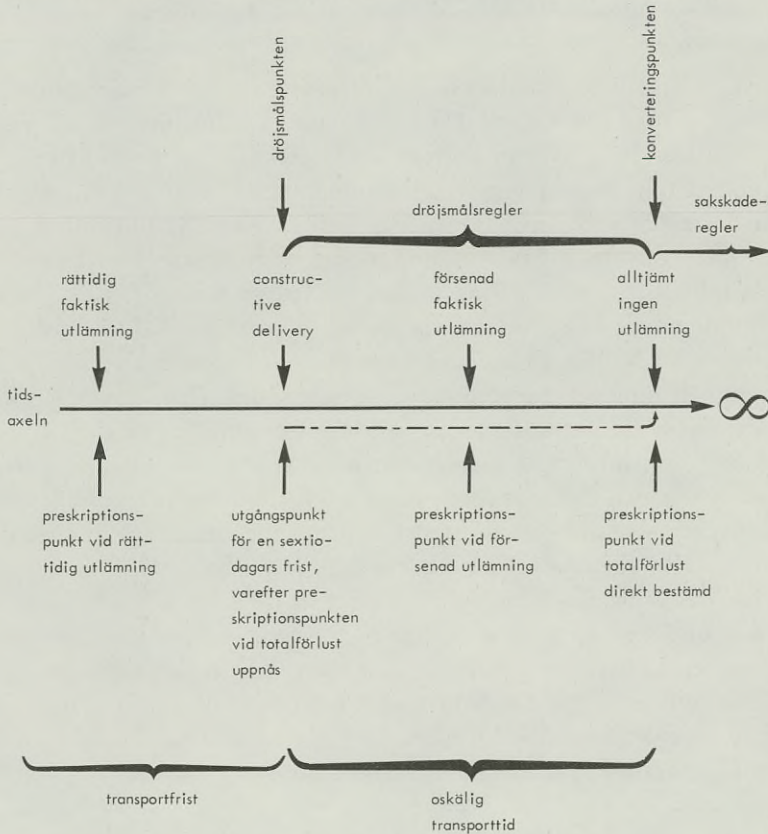 dröjsmålspunkten
konverteringspunkten
dröjsmålsregler
sakskade-
regler
rättidig
faktisk
utlämning
construc-
tive
delivery
försenad
faktisk
utlämning
alltjämt
ingen
utlämning
tids-
axeln
∞
preskriptions-
punkt vid rätt-
tidig utlämning
utgångspunkt
för en sextio-
dagars frist,
varefter pre-
skriptionspunkten
vid totalförlust
uppnås
preskriptions-
punkt vid för-
senad utlämning
preskriptions-
punkt vid
totalförlust
direkt bestämd
transportfrist
oskälig
transporttid